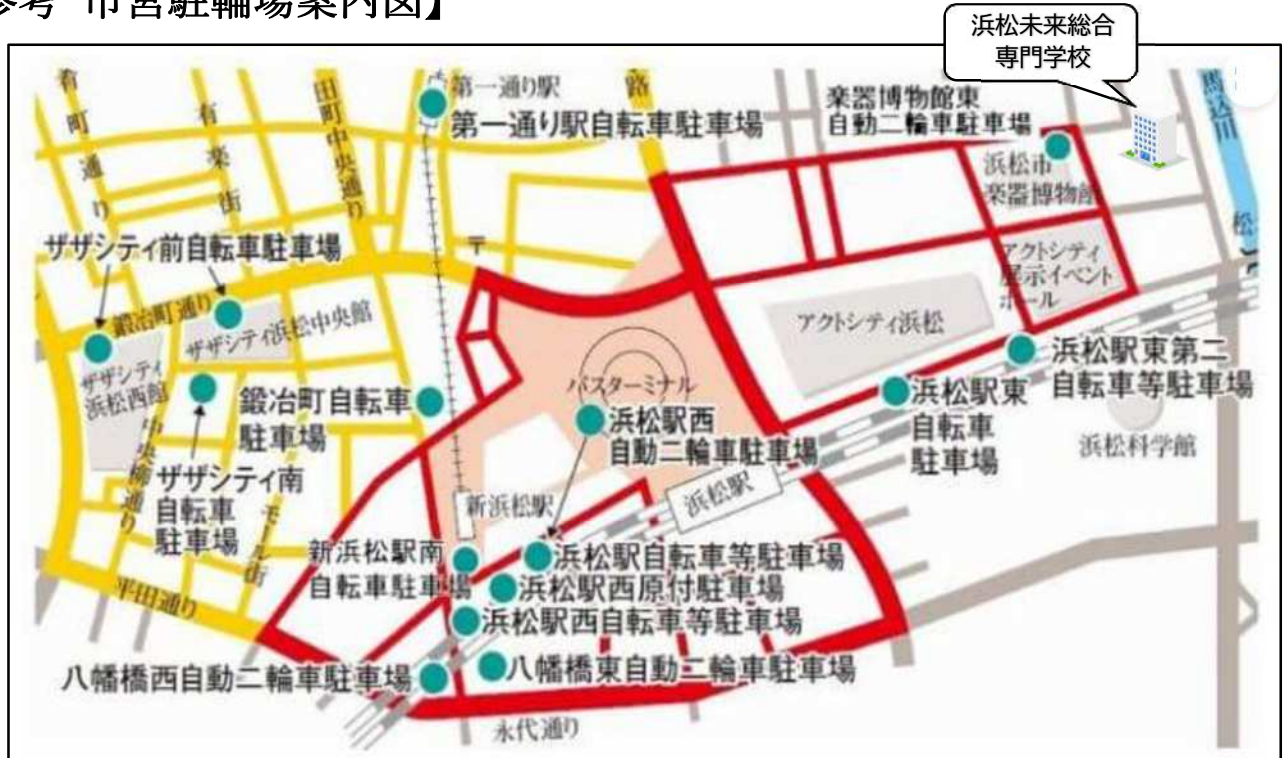 参考 市営駐輪場案内図】
浜松未来総合
専門学校
有楽街
田町中央通り
第一通り駅
第一通り駅自転車駐車場
路
楽器博物館東
自動二輪車駐車場
馬込川
浜松市
楽器博物館
ザザシティ前自転車駐車場
〒
アクトシティ
展示イベント
ホール
松
鍛冶町通り
ザザシティ浜松中央館
アクトシティ浜松
ザザシティ
浜松西館
鍛冶町自転車
駐車場
バスターミナル
浜松駅西
自動二輪車駐車場
浜松駅東第二
自転車等駐車場
浜松駅東
自転車
駐車場
浜松科学館
中央柳通り
ザザシティ南
自転車
駐車場
モール街
新浜松駅
浜松駅
新浜松駅南
自転車駐車場
浜松駅自転車等駐車場
浜松駅西原付駐車場
浜松駅西自転車等駐車場
平田通り
八幡橋西自動二輪車駐車場
八幡橋東自動二輪車駐車場
永代通り